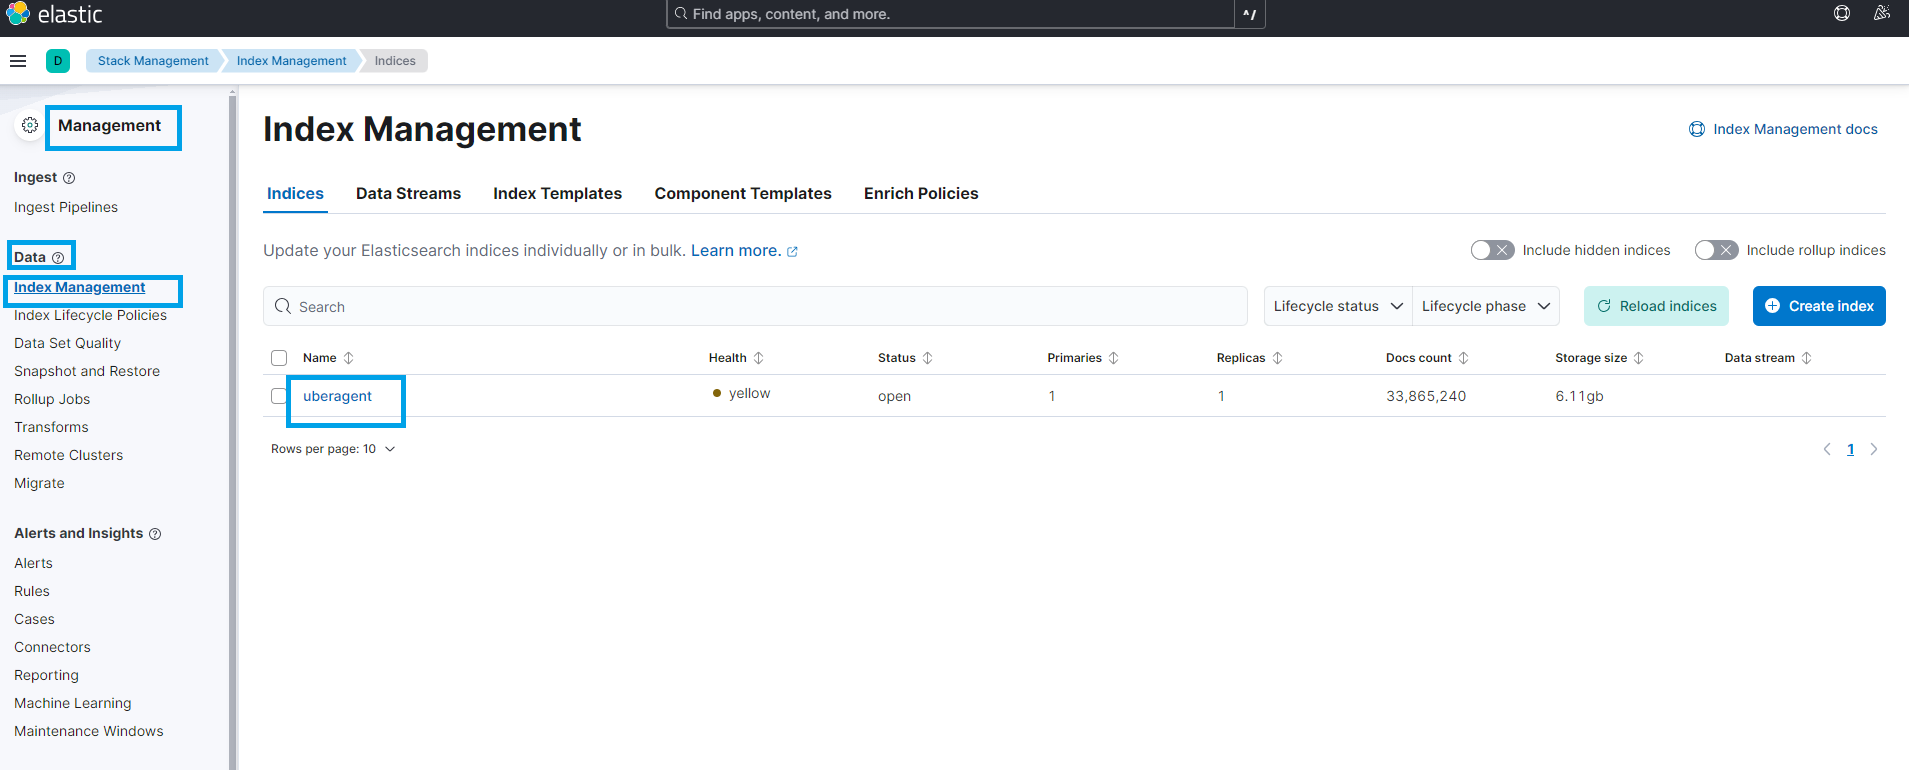 elastic
Find apps, content, and more.
^/
D
Stack Management
Index Management
Indices
Management
Ingest
Ingest Pipelines
Data
Index Management
Index Lifecycle Policies
Data Set Quality
Snapshot and Restore
Rollup Jobs
Transforms
Remote Clusters
Migrate
Alerts and Insights
Alerts
Rules
Cases
Connectors
Reporting
Machine Learning
Maintenance Windows
Index Management
Index Management docs
Indices Data Streams Index Templates Component Templates Enrich Policies
Update your Elasticsearch indices individually or in bulk. Learn more.
Include hidden indices
Include rollup indices
Search
Lifecycle status
Lifecycle phase
Reload indices
Create index
Name Health Status Primaries Replicas Docs count Storage size Data stream
uberagent yellow open 1 1 33,865,240 6.11gb
Rows per page: 10
1